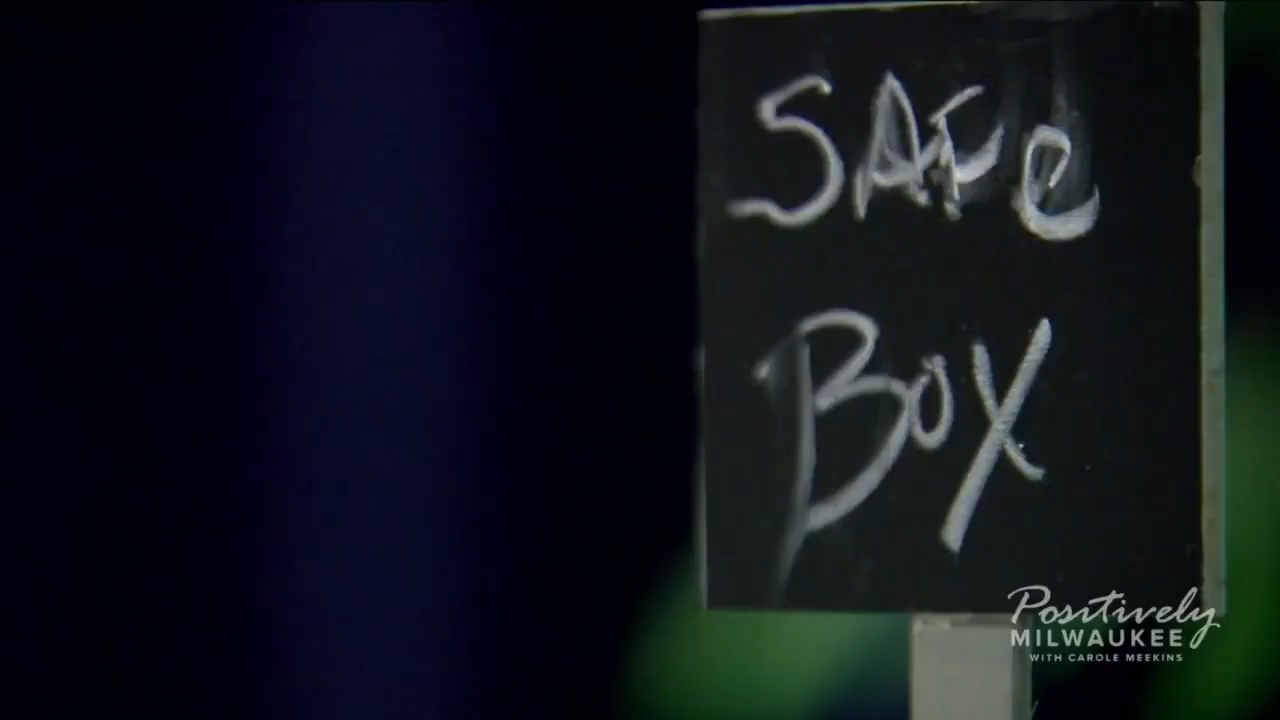 SAFe
BOX
Positively
MILWAUKEE
WITH CAROLE MEEKINS